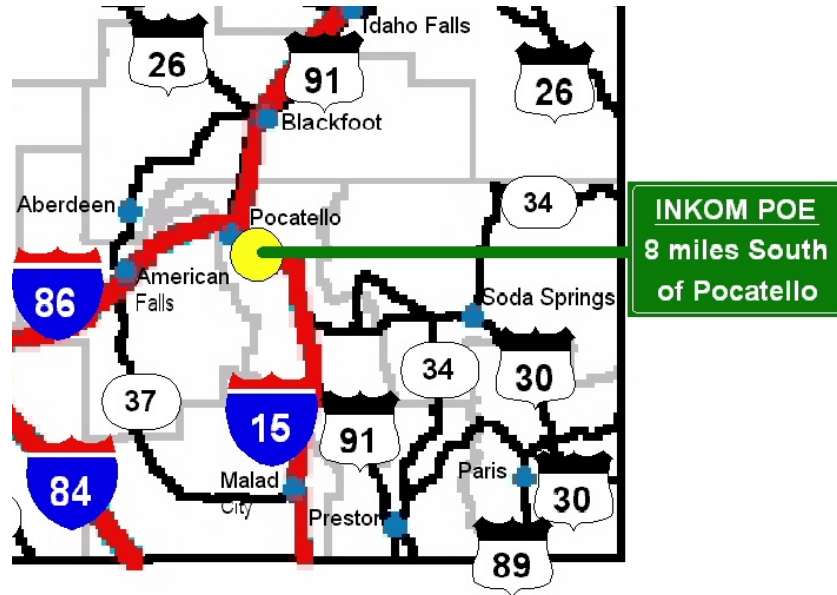 Idaho Falls
26
91
26
Blackfoot
Aberdeen
Pocatello
34
INKOM POE
8 miles South
of Pocatello
86
American
Falls
Soda Springs
37
34
30
15
91
84
Malad
City
Paris
30
Preston
89